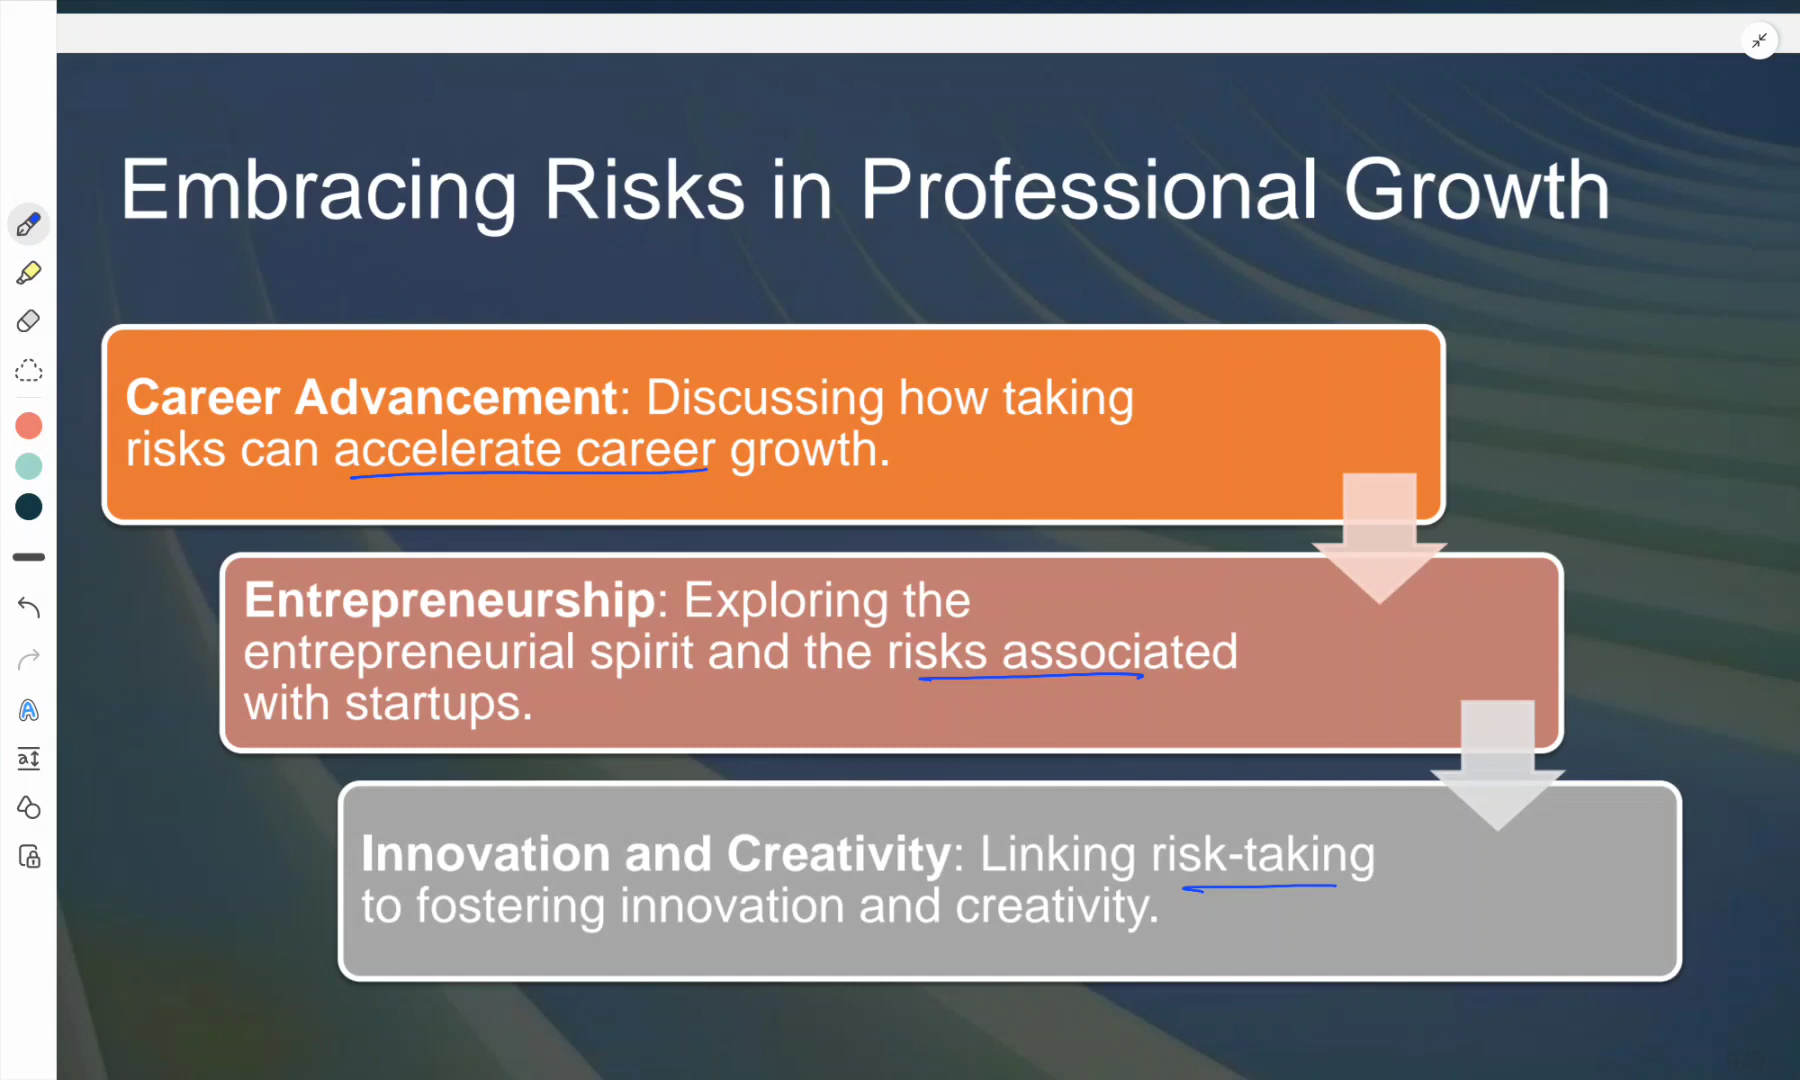 Embracing Risks in Professional Growth
Career Advancement: Discussing how taking
risks can accelerate career growth.
Entrepreneurship: Exploring the
entrepreneurial spirit and the risks associated
with startups.
Innovation and Creativity: Linking risk-taking
to fostering innovation and creativity.